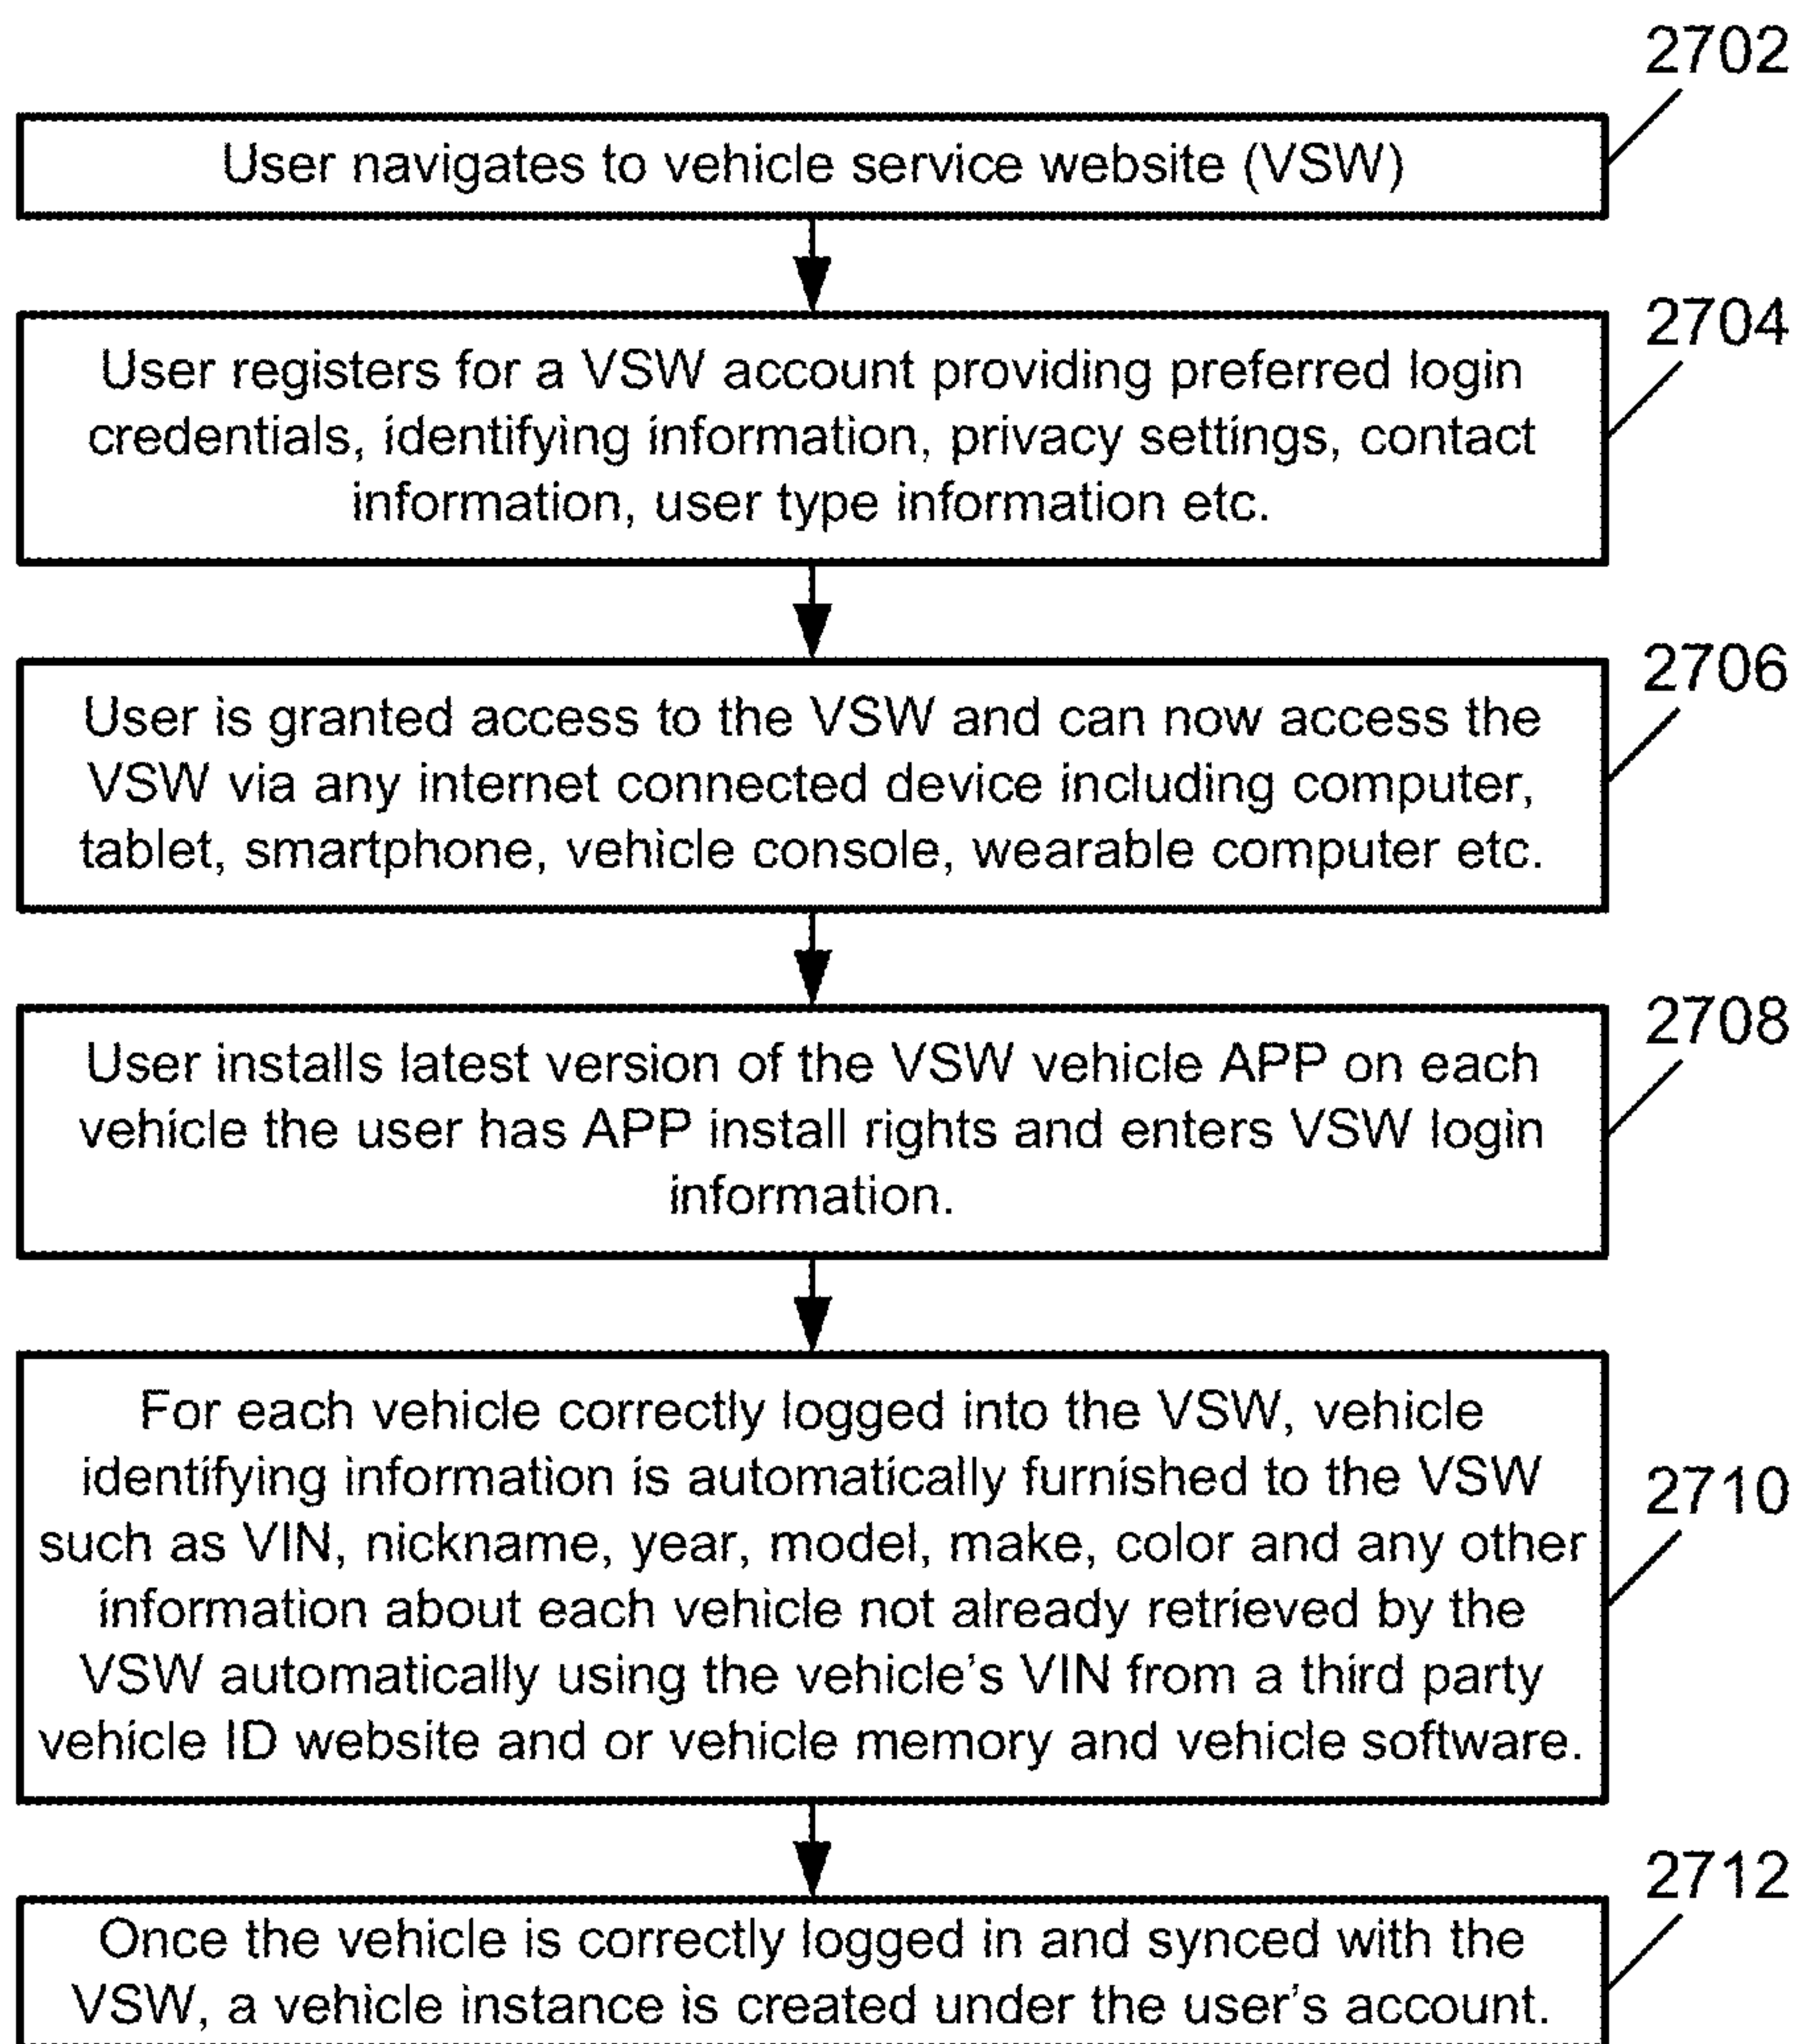 2702
User navigates to vehicle service website (VSW)
2704
User registers for a VSW account providing preferred login
credentials, identifying information, privacy settings, contact
information, user type information etc.
2706
User is granted access to the VSW and can now access the
VSW via any internet connected device including computer,
tablet, smartphone, vehicle console, wearable computer etc.
2708
User installs latest version of the VSW vehicle APP on each
vehicle the user has APP install rights and enters VSW login
information.
2710
For each vehicle correctly logged into the VSW, vehicle
identifying information is automatically furnished to the VSW
such as VIN, nickname, year, model, make, color and any other
information about each vehicle not already retrieved by the
VSW automatically using the vehicle's VIN from a third party
vehicle ID website and or vehicle memory and vehicle software.
2712
Once the vehicle is correctly logged in and synced with the
VSW, a vehicle instance is created under the user's account.